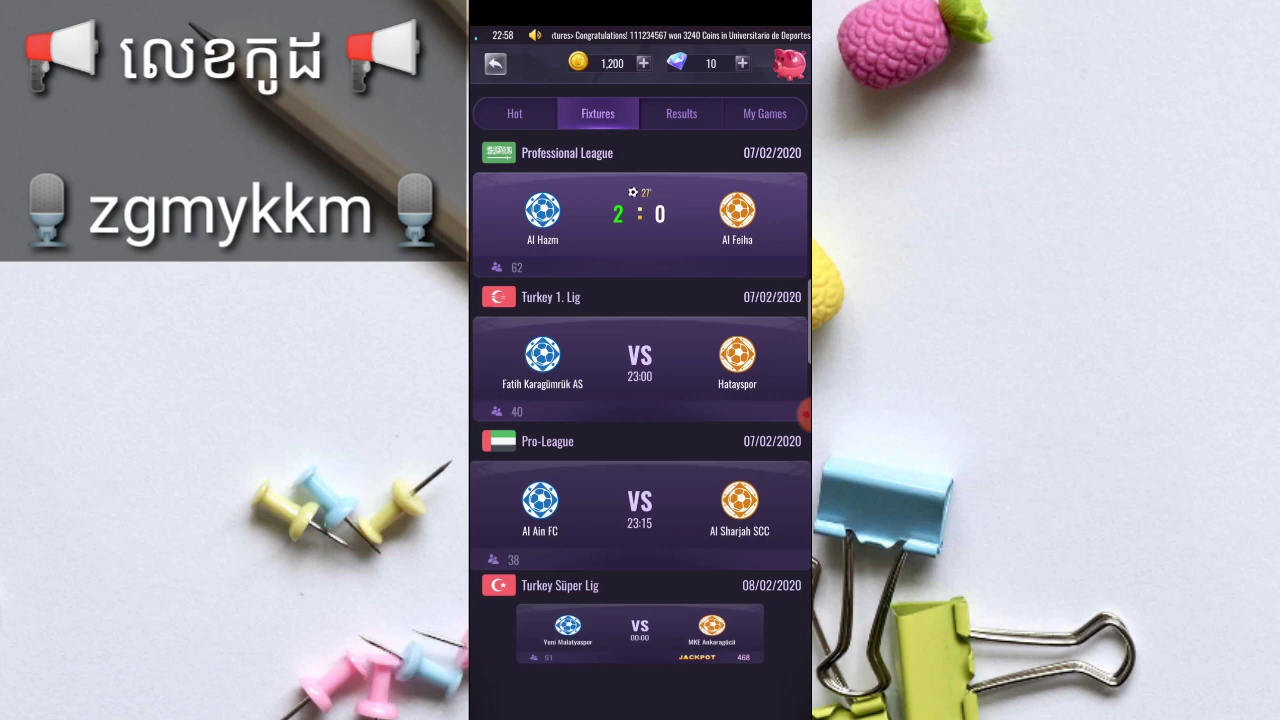 លេខកូដ
zgmykkm
22:58
tures> Congratulations! 111234567 won 3240 Coins in Universitario de Deportes
1,200
10
Hot
Fixtures
Results
My Games
Professional League
07/02/2020
27'
2 : 0
Al Hazm
Al Feiha
62
Turkey 1. Lig
07/02/2020
VS
23:00
Fatih Karagümrük AS
Hatayspor
40
Pro-League
07/02/2020
VS
23:15
Al Ain FC
Al Sharjah SCC
38
Turkey Süper Lig
08/02/2020
VS
00:00
Yeni Malatyaspor
MKE Ankaragücü
61
JACKPOT
468